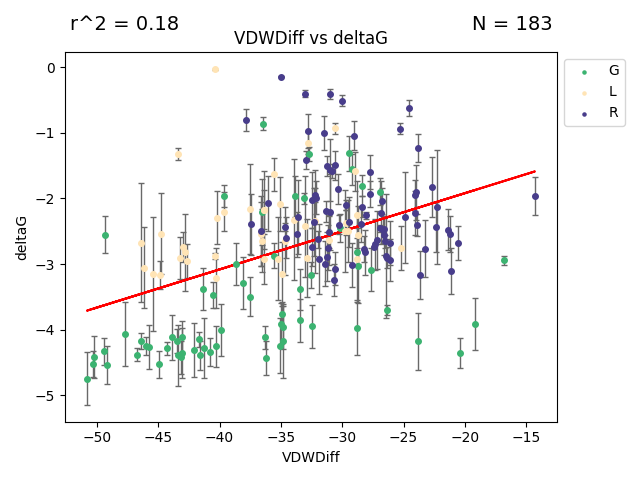 r^2 = 0.18
N = 183
VDWDiff vs deltaG
G
L
R
0
−1
−2
−3
−4
−5
deltaG
−50
−45
−40
−35
−30
−25
−20
−15
VDWDiff